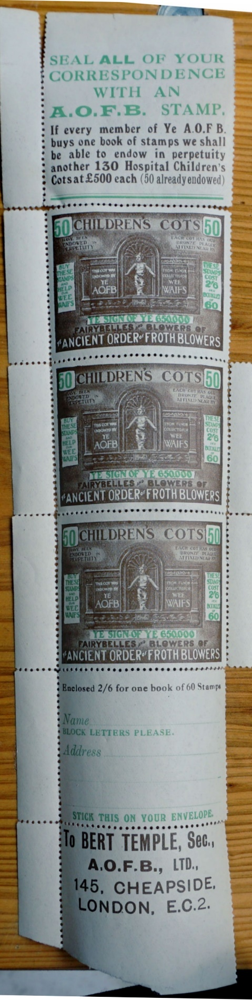 SEAL ALL OF YOUR
CORRESPONDENCE
WITH AN
A.O.F.B. STAMP.
If every member of Ye A.O.F B.
buys one book of stamps we shall
be able to endow in perpetuity
another 130 Hospital Children's
Cots at £500 each (50 already endowed)
50 CHILDREN'S COTS 50
HAVE BEEN
ENDOWED IN
PERPETUITY
EACH COT HAS OUR
BRONZE PLAQUE
AFFIXED NEAR BY
BUY
THESE
STAMPS
AND
HELP
OUR
WEE
WAIFS
THIS COT WAS
ENDOWED BY
YE
AOFB
FROM FUNDS
COLLECTED FOR
WEE
WAIFS
THESE
STAMPS
COST
2/6
PER
BOOKLET
OF
60
YE SIGN OF YE 650,000
FAIRYBELLES AND BLOWERS OF
YE ANCIENT ORDER of FROTH BLOWERS
50 CHILDREN'S COTS 50
HAVE BEEN
ENDOWED IN
PERPETUITY
EACH COT HAS OUR
BRONZE PLAQUE
AFFIXED NEAR BY
BUY
THESE
STAMPS
AND
HELP
OUR
WEE
WAIFS
THIS COT WAS
ENDOWED BY
YE
AOFB
FROM FUNDS
COLLECTED FOR
WEE
WAIFS
THESE
STAMPS
COST
2/6
PER
BOOKLET
OF
60
YE SIGN OF YE 650,000
FAIRYBELLES AND BLOWERS OF
YE ANCIENT ORDER of FROTH BLOWERS
50 CHILDREN'S COTS 50
HAVE BEEN
ENDOWED IN
PERPETUITY
EACH COT HAS OUR
BRONZE PLAQUE
AFFIXED NEAR BY
BUY
THESE
STAMPS
AND
HELP
OUR
WEE
WAIFS
THIS COT WAS
ENDOWED BY
YE
AOFB
FROM FUNDS
COLLECTED FOR
WEE
WAIFS
THESE
STAMPS
COST
2/6
PER
BOOKLET
OF
60
YE SIGN OF YE 650,000
FAIRYBELLES AND BLOWERS OF
YE ANCIENT ORDER of FROTH BLOWERS
Enclosed 2/6 for one book of 60 Stamps
Name
BLOCK LETTERS PLEASE.
Address
STICK THIS ON YOUR ENVELOPE.
To BERT TEMPLE, Sec.,
A.O.F.B., LTD.,
145, CHEAPSIDE,
LONDON, E.C.2.